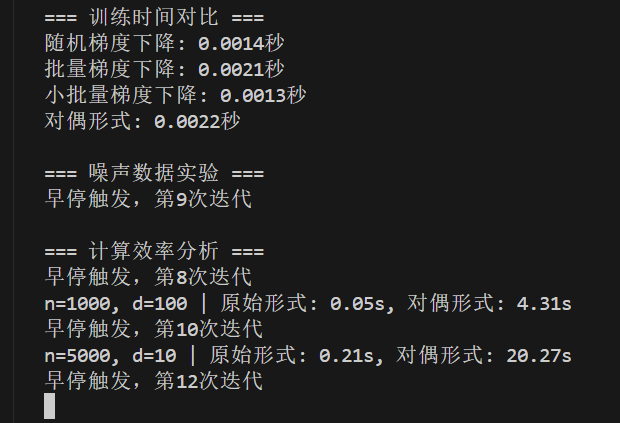 === 训练时间对比 ===
随机梯度下降: 0.0014秒
批量梯度下降: 0.0021秒
小批量梯度下降: 0.0013秒
对偶形式: 0.0022秒
=== 噪声数据实验 ===
早停触发，第9次迭代
=== 计算效率分析 ===
早停触发，第8次迭代
n=1000, d=100 | 原始形式: 0.05s, 对偶形式: 4.31s
早停触发，第10次迭代
n=5000, d=10 | 原始形式: 0.21s, 对偶形式: 20.27s
早停触发，第12次迭代